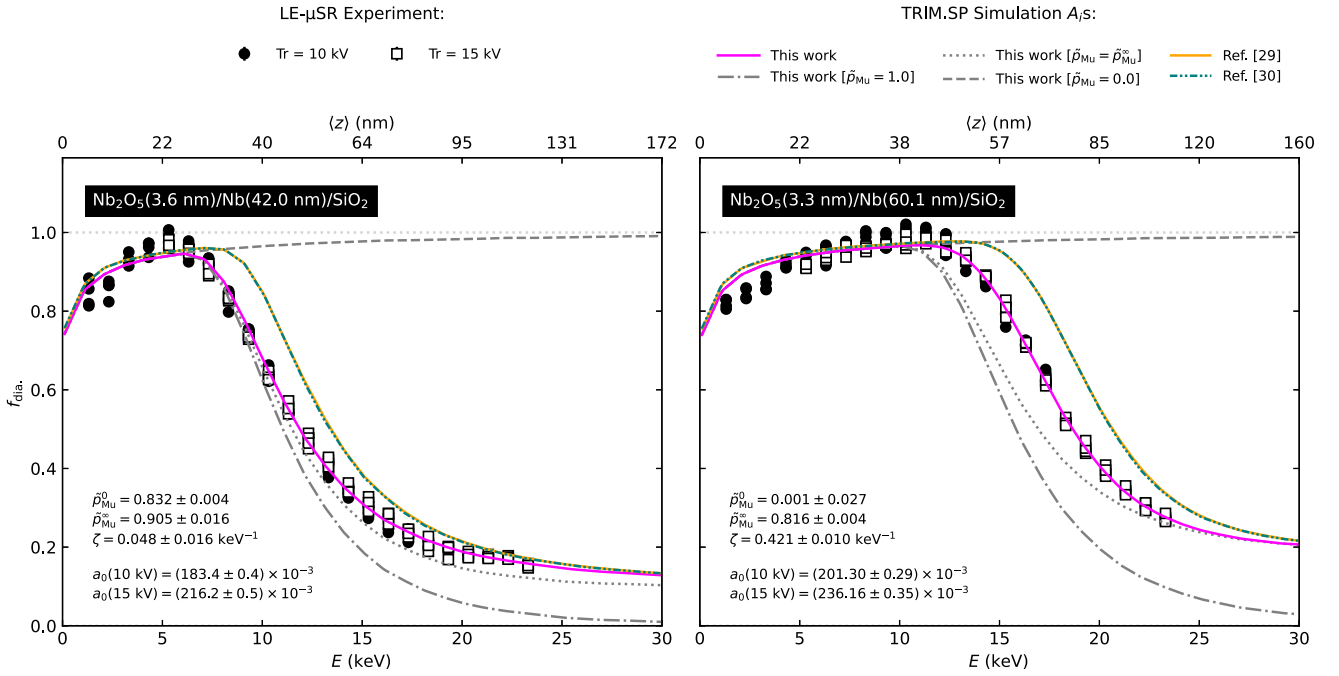 LE-μSR Experiment:
Tr = 10 kV
Tr = 15 kV
TRIM.SP Simulation A_i s:
This work
This work [p̃_Mu = p̃_Mu^∞]
Ref. [29]
This work [p̃_Mu = 1.0]
This work [p̃_Mu = 0.0]
Ref. [30]
⟨z⟩ (nm)
0 22 40 64 95 131 172
Nb₂O₅(3.6 nm)/Nb(42.0 nm)/SiO₂
f_dia.
1.0
0.8
0.6
0.4
0.2
0.0
p̃_Mu^0 = 0.832 ± 0.004
p̃_Mu^∞ = 0.905 ± 0.016
ζ = 0.048 ± 0.016 keV⁻¹
a₀(10 kV) = (183.4 ± 0.4) × 10⁻³
a₀(15 kV) = (216.2 ± 0.5) × 10⁻³
0 5 10 15 20 25 30
E (keV)
⟨z⟩ (nm)
0 22 43 57 85 120 160
Nb₂O₅(3.3 nm)/Nb(60.1 nm)/SiO₂
p̃_Mu^0 = 0.001 ± 0.027
p̃_Mu^∞ = 0.816 ± 0.004
ζ = 0.421 ± 0.010 keV⁻¹
a₀(10 kV) = (201.30 ± 0.29) × 10⁻³
a₀(15 kV) = (236.16 ± 0.35) × 10⁻³
0 5 10 15 20 25 30
E (keV)